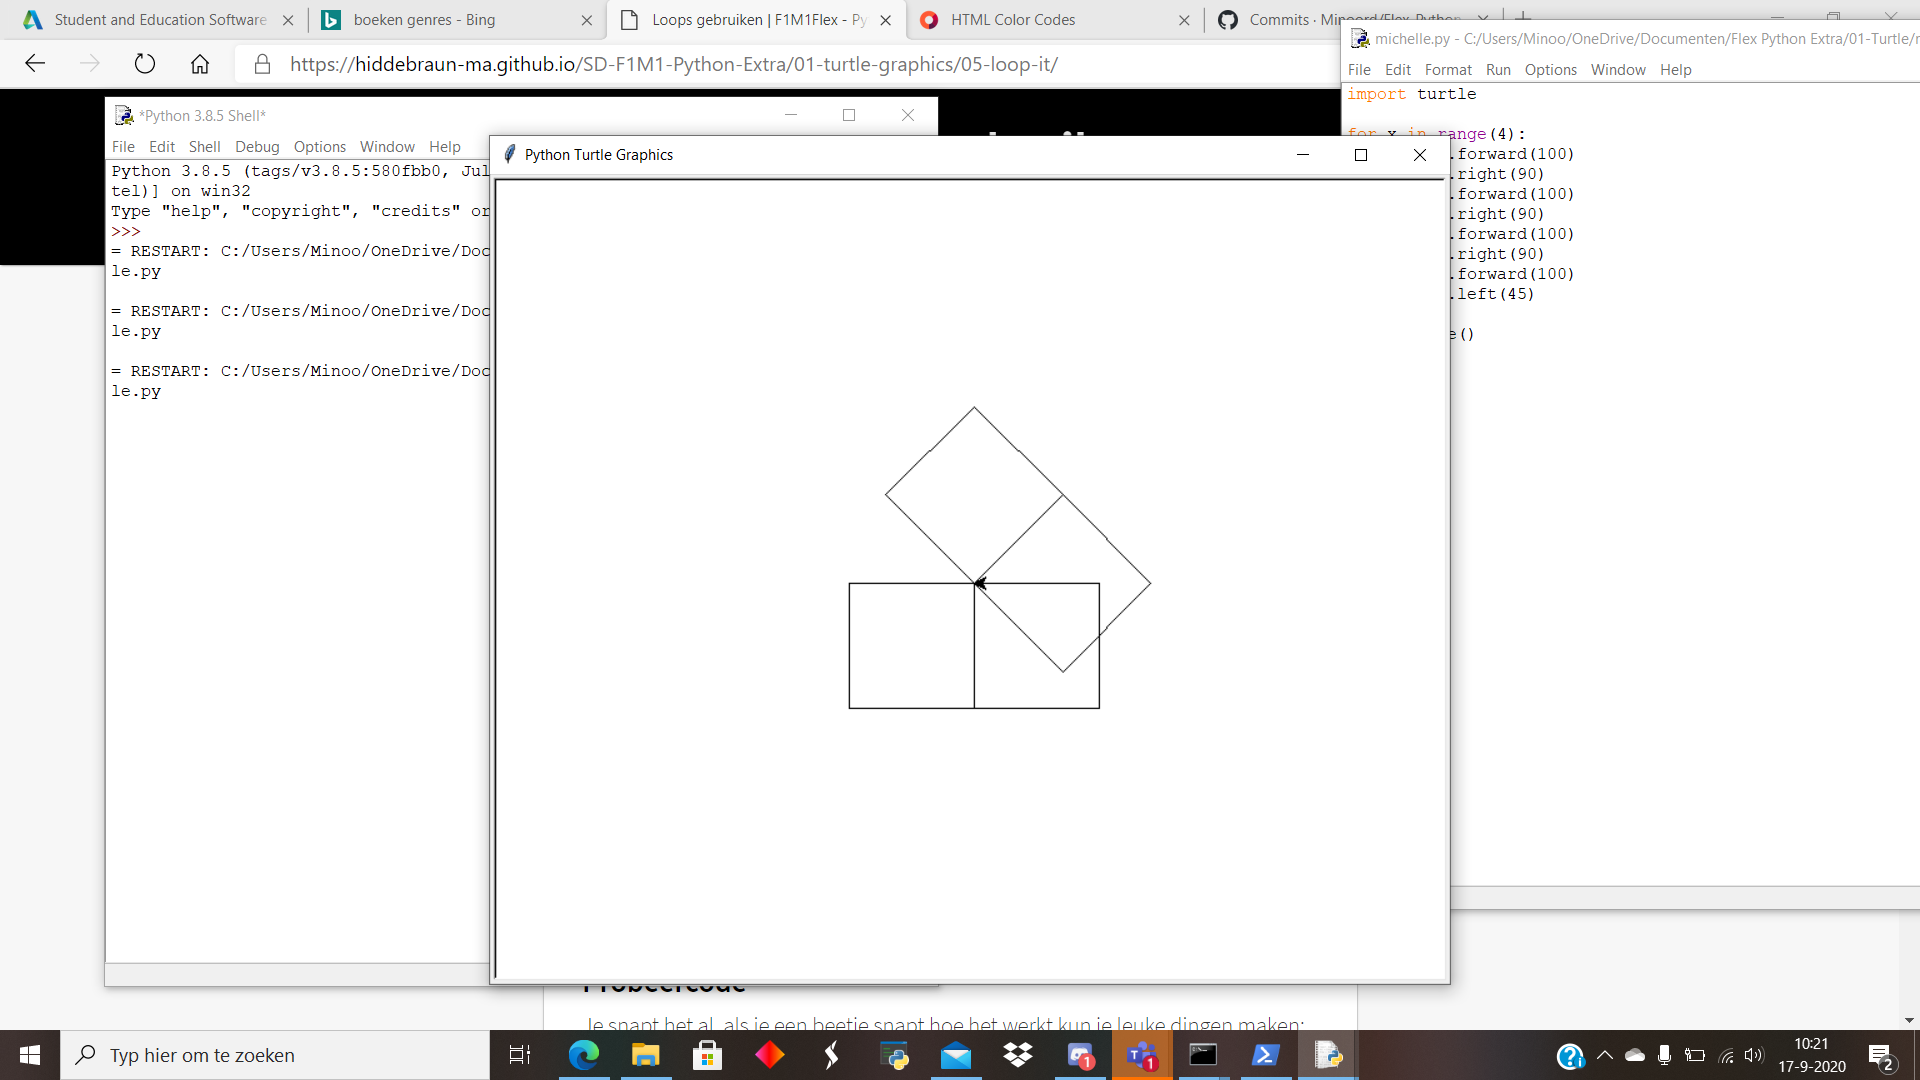 Student and Education Software
boeken genres - Bing
Loops gebruiken | F1M1Flex - Py
HTML Color Codes
Commits · Minoord/Flex-Python
https://hiddebraun-ma.github.io/SD-F1M1-Python-Extra/01-turtle-graphics/05-loop-it/
michelle.py - C:/Users/Minoo/OneDrive/Documenten/Flex Python Extra/01-Turtle/
File Edit Format Run Options Window Help
import turtle
for x in range(4):
.forward(100)
.right(90)
.forward(100)
.right(90)
.forward(100)
.right(90)
.forward(100)
.left(45)
e()
*Python 3.8.5 Shell*
File Edit Shell Debug Options Window Help
Python 3.8.5 (tags/v3.8.5:580fbb0, Jul
tel)] on win32
Type "help", "copyright", "credits" or
>>>
= RESTART: C:/Users/Minoo/OneDrive/Doc
le.py
= RESTART: C:/Users/Minoo/OneDrive/Doc
le.py
= RESTART: C:/Users/Minoo/OneDrive/Doc
le.py
Python Turtle Graphics
Probeercode
Je snapt het al, als je een beetje snapt hoe het werkt kun je leuke dingen maken:
Typ hier om te zoeken
1
1
10:21
17-9-2020
2